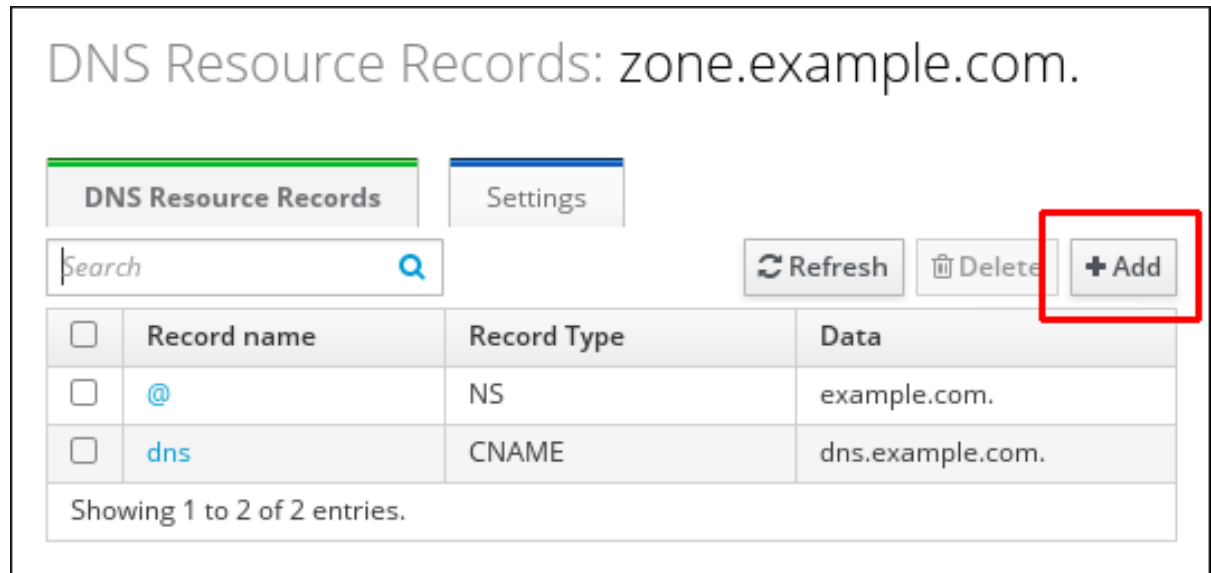 DNS Resource Records: zone.example.com.
DNS Resource Records Settings
Search Refresh Delete Add
Record name Record Type Data
@ NS example.com.
dns CNAME dns.example.com.
Showing 1 to 2 of 2 entries.